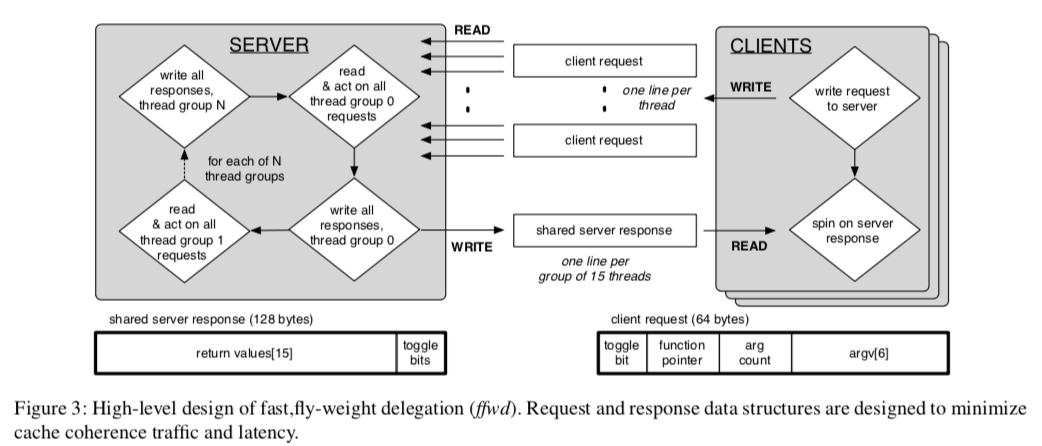 SERVER
write all
responses,
thread group N
read
& act on all
thread group 0
requests
for each of N
thread groups
read
& act on all
thread group 1
requests
write all
responses,
thread group 0
READ
client request
one line per
thread
client request
WRITE
shared server response
one line per
group of 15 threads
CLIENTS
WRITE
write request
to server
READ
spin on server
response
shared server response (128 bytes)
return values[15]
toggle
bits
client request (64 bytes)
toggle
bit
function
pointer
arg
count
argv[6]
Figure 3: High-level design of fast,fly-weight delegation (ffwd). Request and response data structures are designed to minimize
cache coherence traffic and latency.